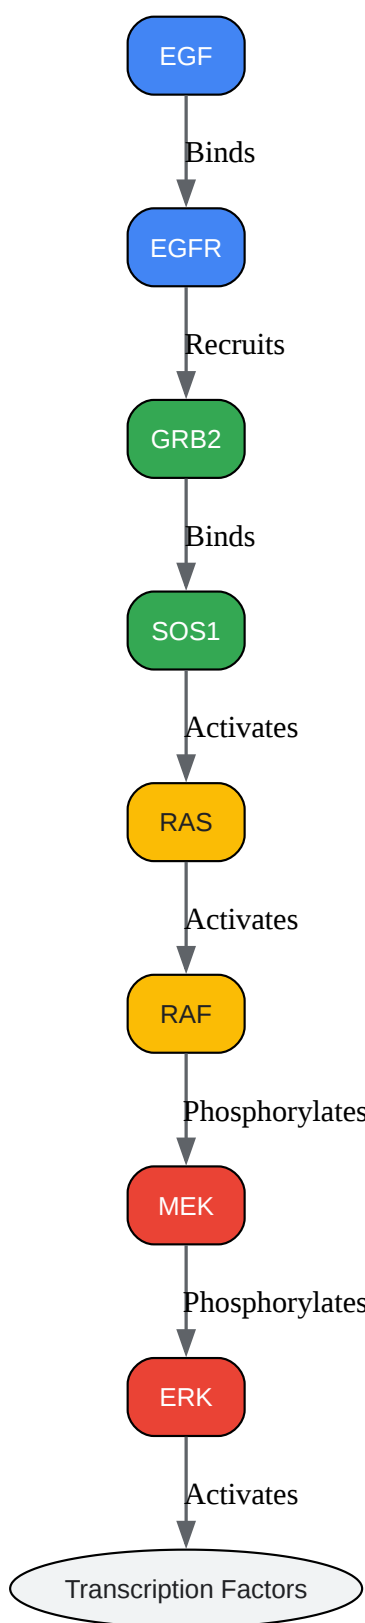 EGF
Binds
EGFR
Recruits
GRB2
Binds
SOS1
Activates
RAS
Activates
RAF
Phosphorylates
MEK
Phosphorylates
ERK
Activates
Transcription Factors